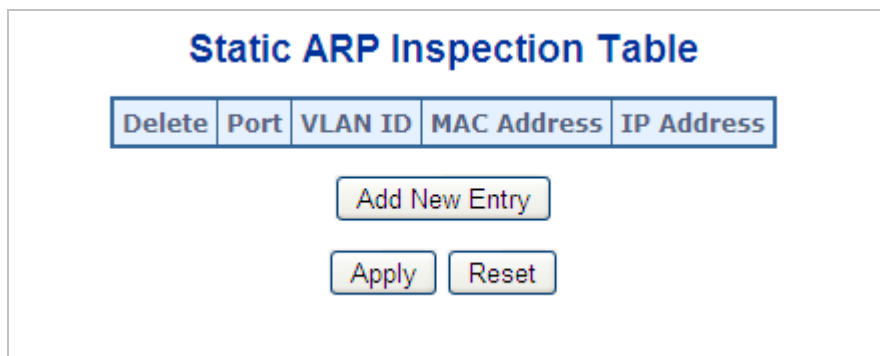 Static ARP Inspection Table
Delete Port VLAN ID MAC Address IP Address
Add New Entry
Apply Reset